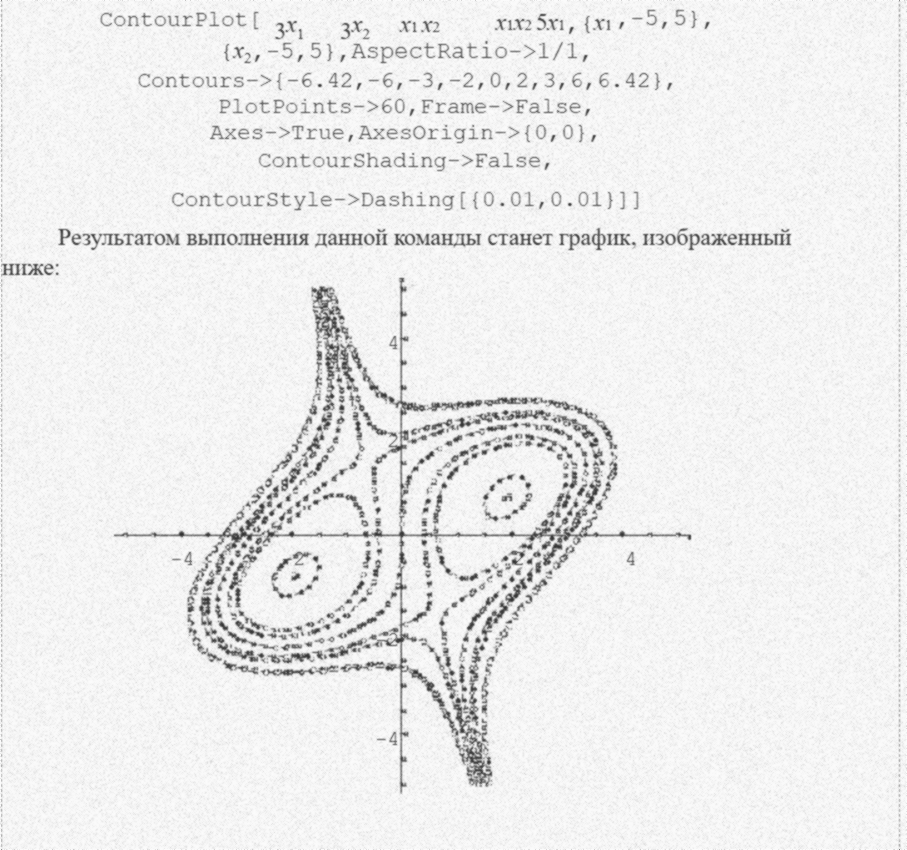 ContourPlot[ 3x₁ 3x₂ x₁x₂ x₁x₂ 5x₁, {x₁,-5,5},
{x₂,-5,5},AspectRatio->1/1,
Contours->{-6.42,-6,-3,-2,0,2,3,6,6.42},
PlotPoints->60,Frame->False,
Axes->True,AxesOrigin->{0,0},
ContourShading->False,
ContourStyle->Dashing[{0.01,0.01}]]
Результатом выполнения данной команды станет график, изображенный
ниже:
4
2
-4
2
4
-2
-4